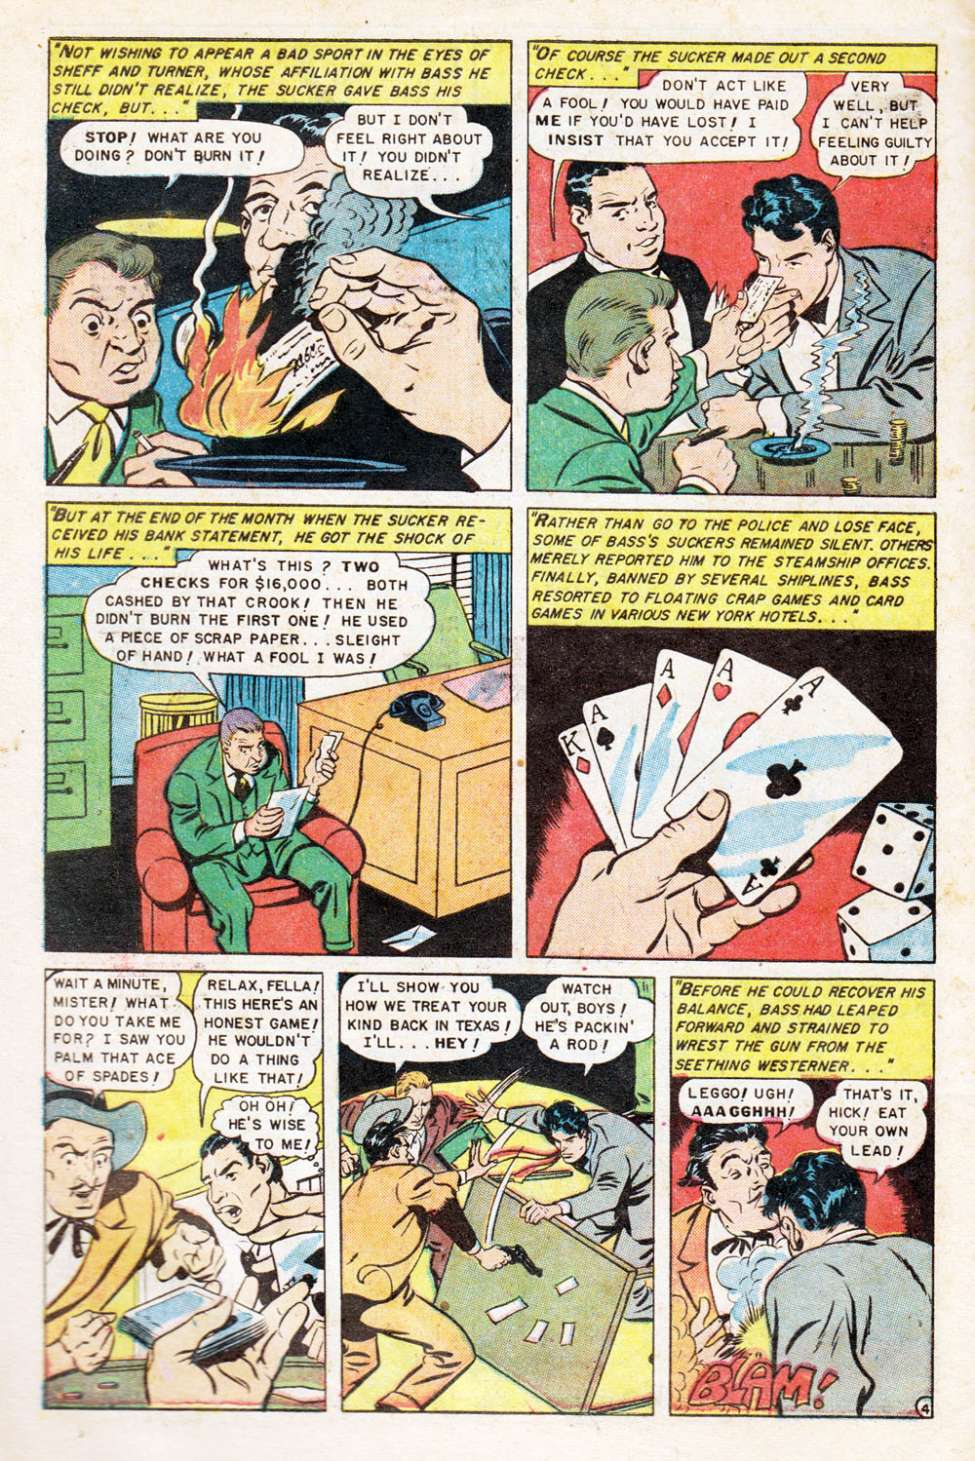 "NOT WISHING TO APPEAR A BAD SPORT IN THE EYES OF
SHEFF AND TURNER, WHOSE AFFILIATION WITH BASS HE
STILL DIDN'T REALIZE, THE SUCKER GAVE BASS HIS
CHECK, BUT..."
STOP! WHAT ARE YOU
DOING? DON'T BURN IT!
BUT I DON'T
FEEL RIGHT ABOUT
IT! YOU DIDN'T
REALIZE...
"OF COURSE THE SUCKER MADE OUT A SECOND
CHECK..."
DON'T ACT LIKE
A FOOL! YOU WOULD HAVE PAID
ME IF YOU'D HAVE LOST! I
INSIST THAT YOU ACCEPT IT!
VERY
WELL, BUT
I CAN'T HELP
FEELING GUILTY
ABOUT IT!
"BUT AT THE END OF THE MONTH WHEN THE SUCKER RE-
CEIVED HIS BANK STATEMENT, HE GOT THE SHOCK OF
HIS LIFE..."
WHAT'S THIS? TWO
CHECKS FOR $16,000... BOTH
CASHED BY THAT CROOK! THEN HE
DIDN'T BURN THE FIRST ONE! HE USED
A PIECE OF SCRAP PAPER... SLEIGHT
OF HAND! WHAT A FOOL I WAS!
"RATHER THAN GO TO THE POLICE AND LOSE FACE,
SOME OF BASS'S SUCKERS REMAINED SILENT. OTHERS
MERELY REPORTED HIM TO THE STEAMSHIP OFFICES.
FINALLY, BANNED BY SEVERAL SHIPLINES, BASS
RESORTED TO FLOATING CRAP GAMES AND CARD
GAMES IN VARIOUS NEW YORK HOTELS..."
K
A
A
A
A
A
WAIT A MINUTE,
MISTER! WHAT
DO YOU TAKE ME
FOR? I SAW YOU
PALM THAT ACE
OF SPADES!
RELAX, FELLA!
THIS HERE'S AN
HONEST GAME!
HE WOULDN'T
DO A THING
LIKE THAT!
OH OH!
HE'S WISE
TO ME!
I'LL SHOW YOU
HOW WE TREAT YOUR
KIND BACK IN TEXAS!
I'LL... HEY!
WATCH
OUT, BOYS!
HE'S PACKIN'
A ROD!
"BEFORE HE COULD RECOVER HIS
BALANCE, BASS HAD LEAPED
FORWARD AND STRAINED TO
WREST THE GUN FROM THE
SEETHING WESTERNER..."
LEGGO! UGH!
AAAGGHHH!
THAT'S IT,
HICK! EAT
YOUR OWN
LEAD!
BLAM!
4